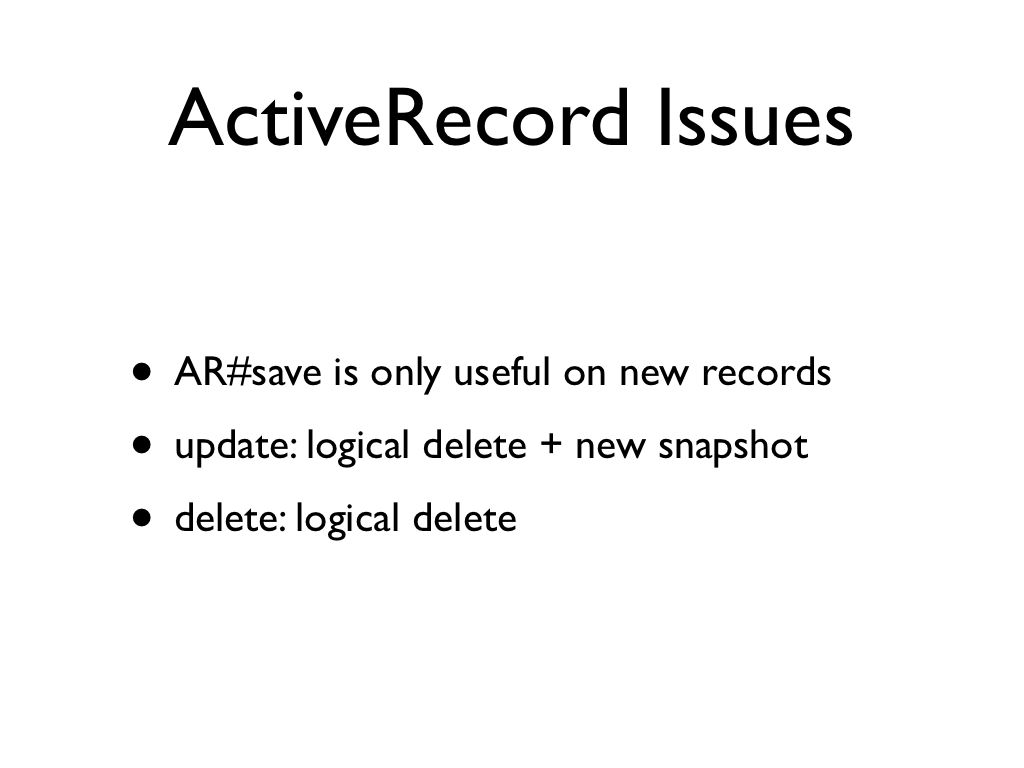 ActiveRecord Issues
• AR#save is only useful on new records
• update: logical delete + new snapshot
• delete: logical delete